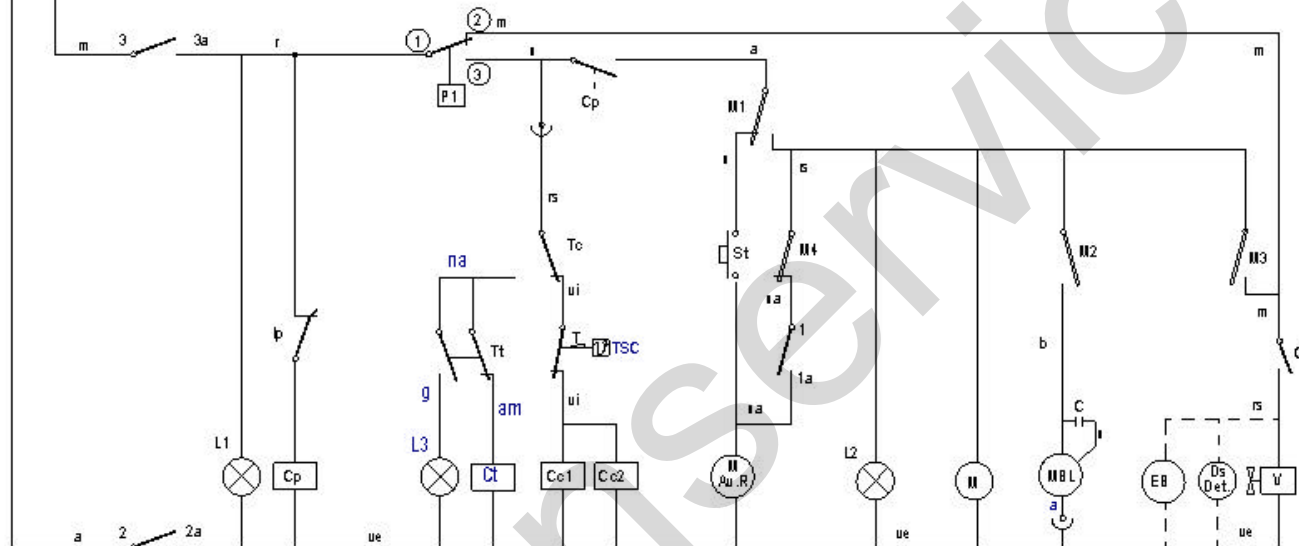 2 m
m 3 3a r 1 a m
3
P1
Cp
M1
rs rs
Tc St M4 M2 M3
na
ui na m
Ip T 1 b
Tt TSC
1a
g ui rs
am C
na
L1 L3 L2
Cp Ct Cc1 Cc2 M Au.R M MBL EB Ds Det. V
a
a 2 2a ue ue ue
nservic